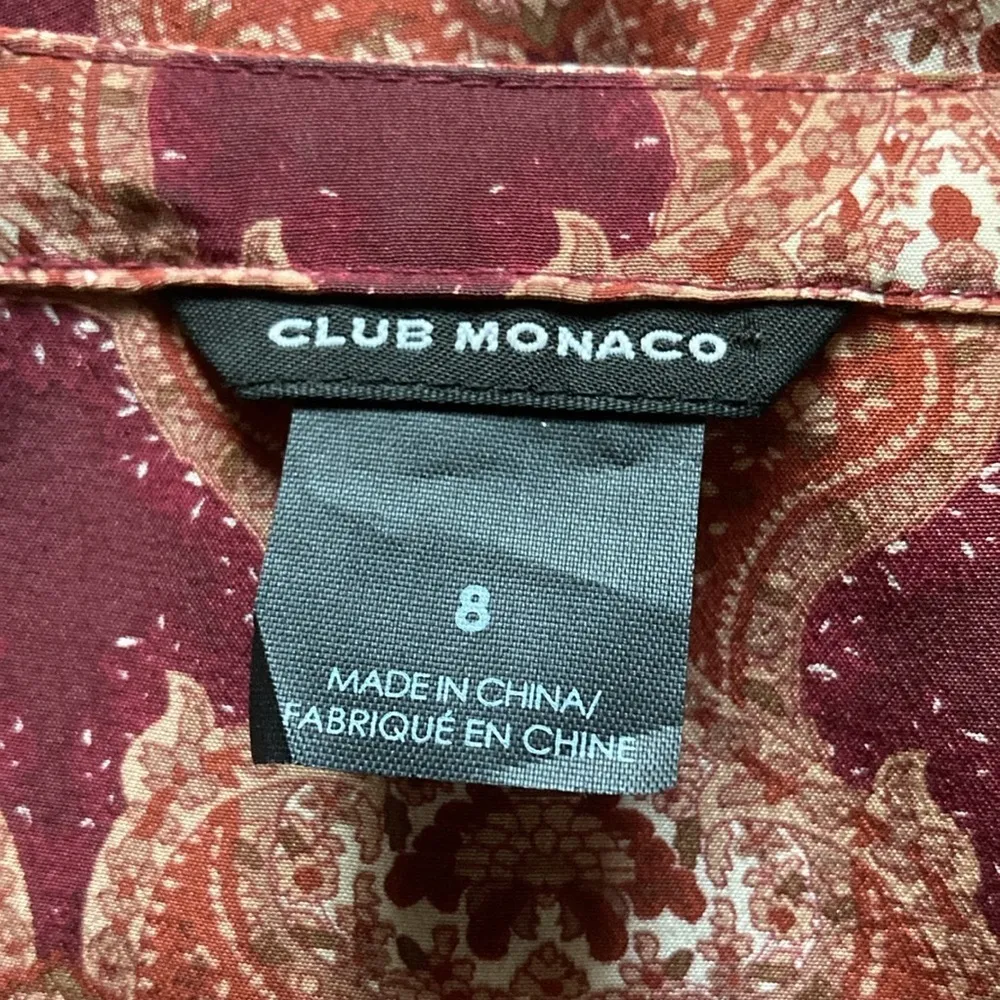 CLUB MONACO
8
MADE IN CHINA/
FABRIQUÉ EN CHINE